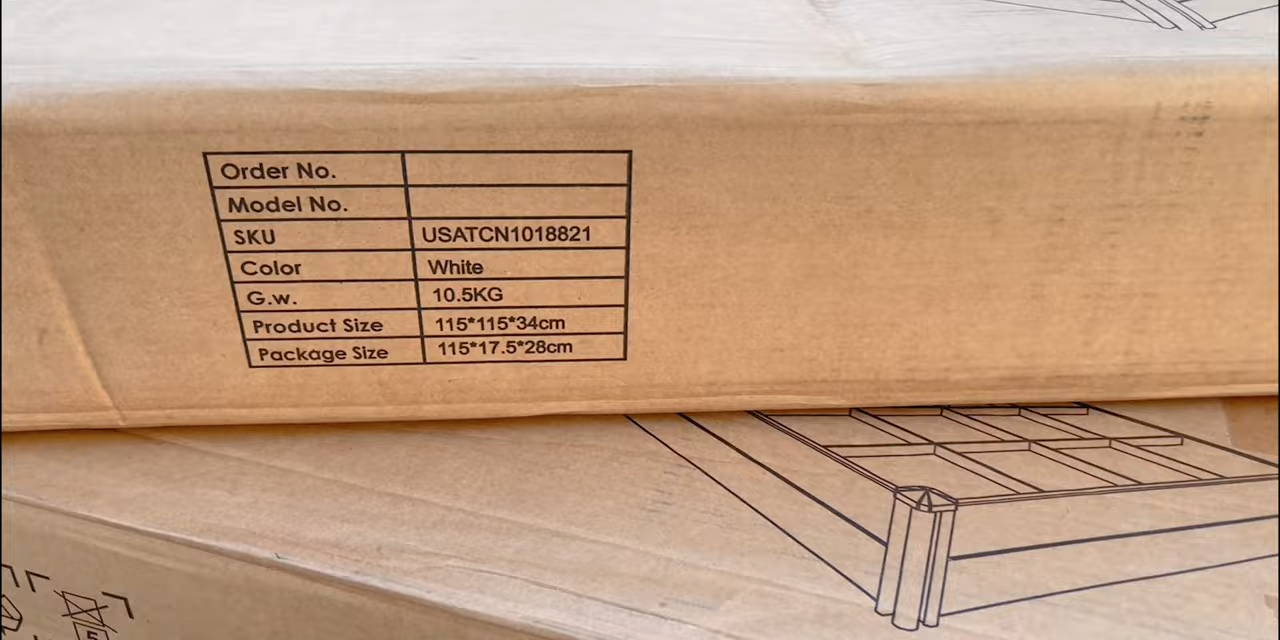 Order No.
Model No.
SKU USATCN1018821
Color White
G.w. 10.5KG
Product Size 115*115*34cm
Package Size 115*17.5*28cm
5